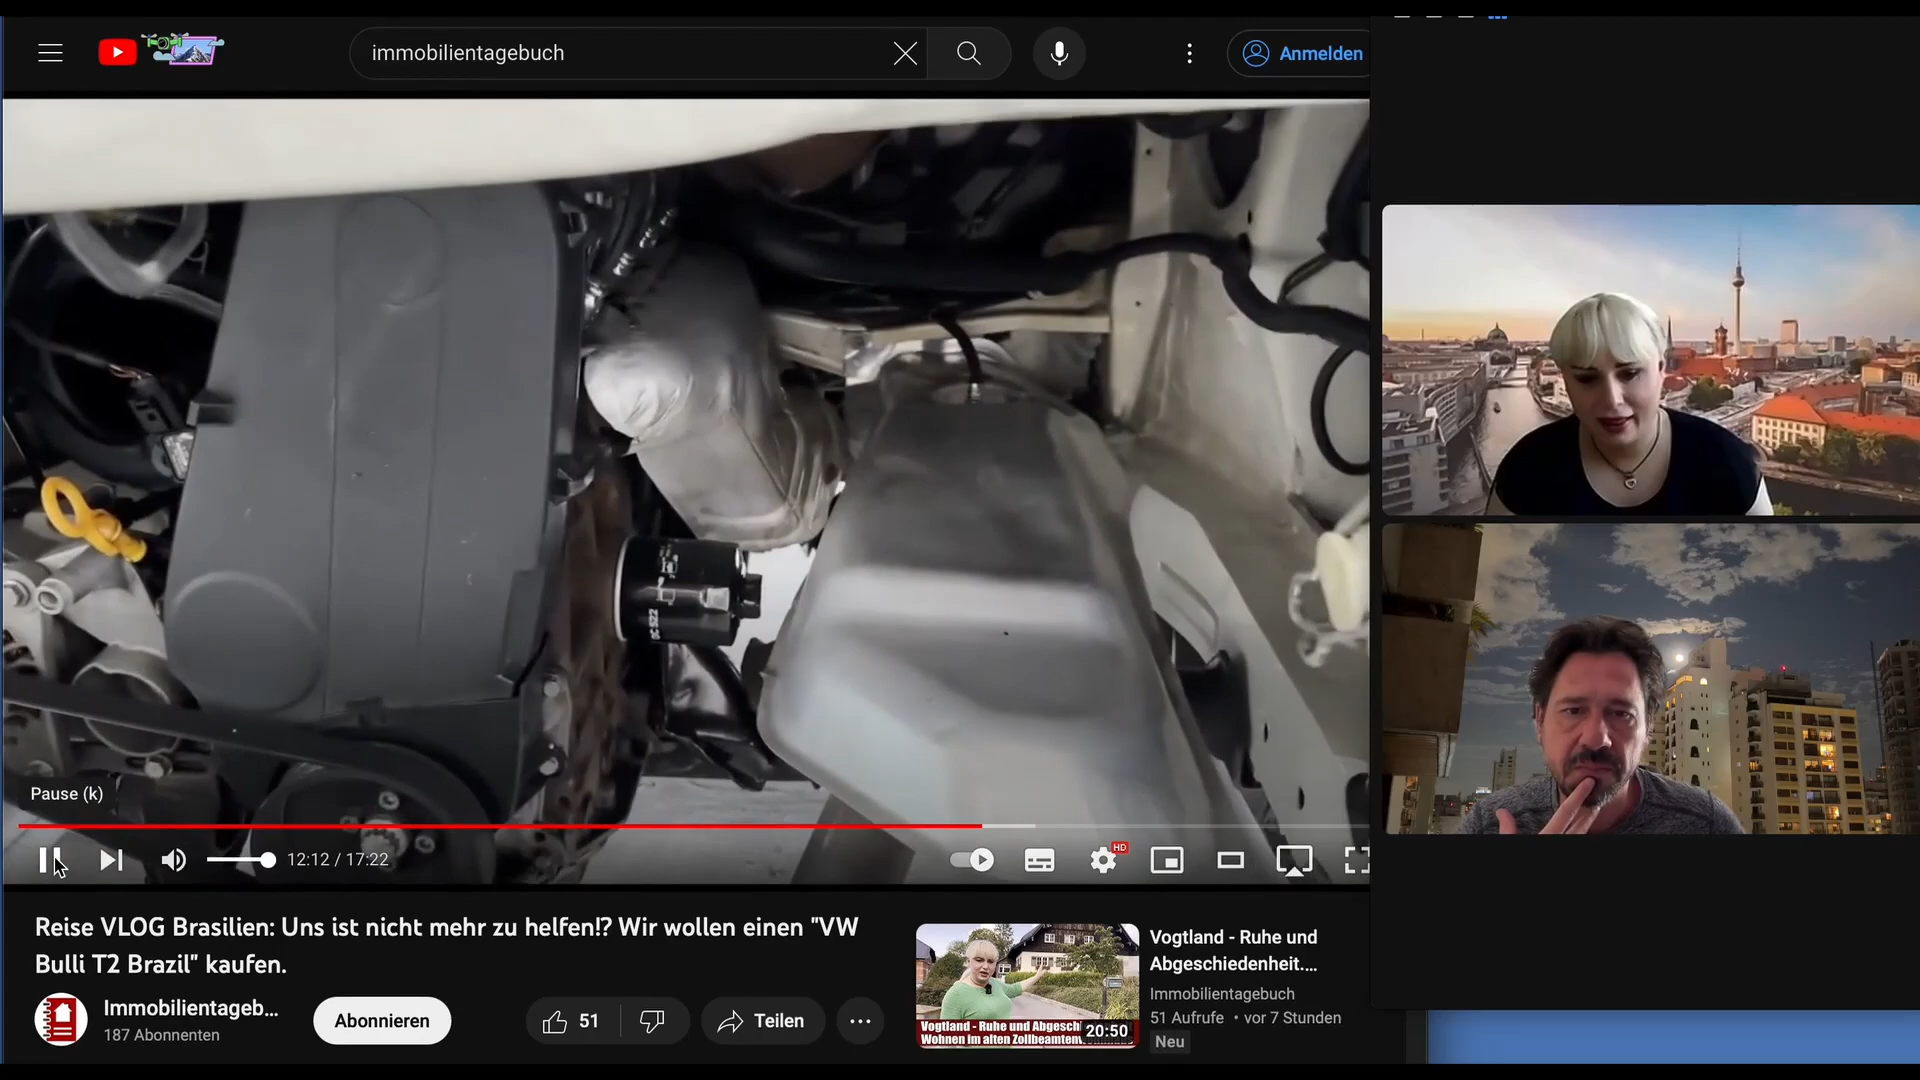 immobilientagebuch
Anmelden
Pause (k)
12:12 / 17:22
HD
Reise VLOG Brasilien: Uns ist nicht mehr zu helfen!? Wir wollen einen "VW
Bulli T2 Brazil" kaufen.
Immobilientageb...
187 Abonnenten
Abonnieren
51
Teilen
Vogtland - Ruhe und Abgesch
Wohnen im alten Zollbeamten
20:50
Vogtland - Ruhe und
Abgeschiedenheit....
Immobilientagebuch
51 Aufrufe • vor 7 Stunden
Neu